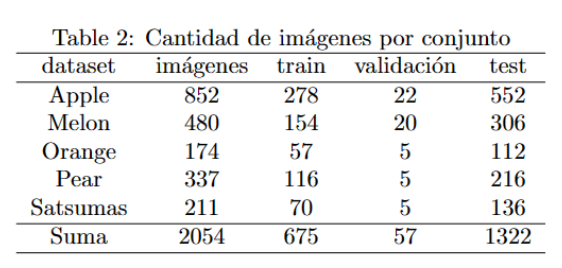 Table 2: Cantidad de imágenes por conjunto
dataset imágenes train validación test
Apple 852 278 22 552
Melon 480 154 20 306
Orange 174 57 5 112
Pear 337 116 5 216
Satsumas 211 70 5 136
Suma 2054 675 57 1322